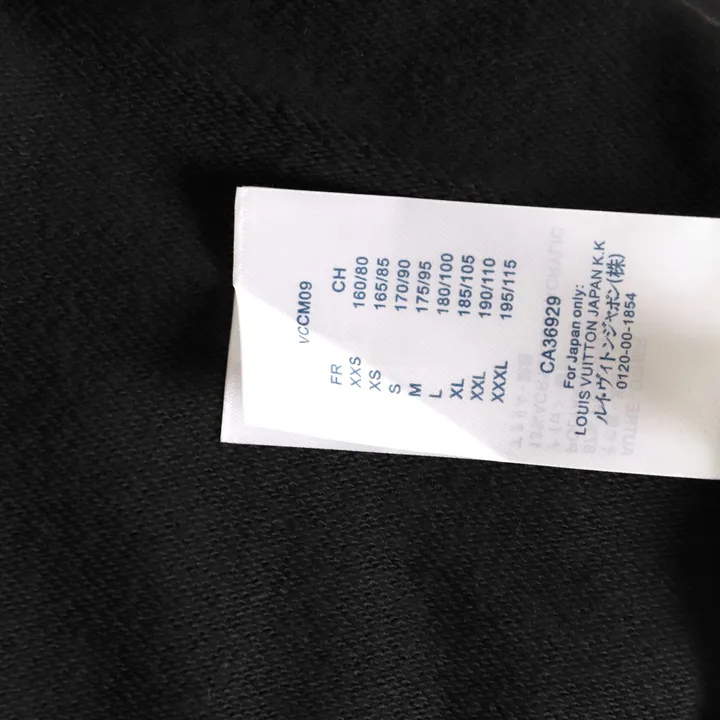 VCCM09
FR CH
XXS 160/80
XS 165/85
S 170/90
M 175/95
L 180/100
XL 185/105
XXL 190/110
XXXL 195/115
CA36929
For Japan only:
LOUIS VUITTON JAPAN K.K
ルイ・ヴィトンジャポン(株)
0120-00-1854